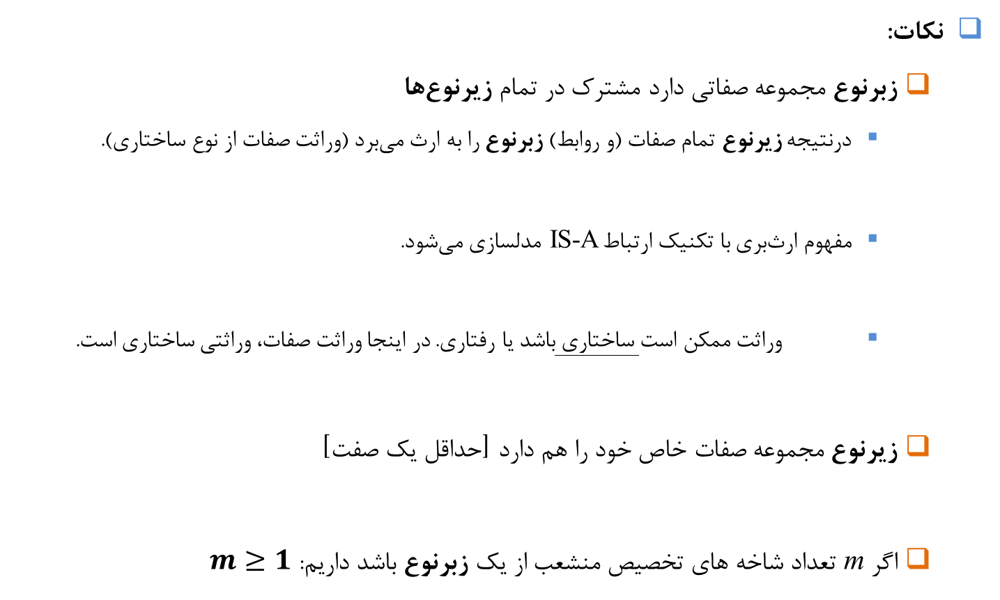 نکات:
زبرنوع مجموعه صفاتی دارد مشترک در تمام زیرنوع‌ها
درنتیجه زیرنوع تمام صفات (و روابط) زبرنوع را به ارث می‌برد (وراثت صفات از نوع ساختاری).
مفهوم ارث‌بری با تکنیک ارتباط IS-A مدلسازی می‌شود.
وراثت ممکن است ساختاری باشد یا رفتاری. در اینجا وراثت صفات، وراثتی ساختاری است.
زیرنوع مجموعه صفات خاص خود را هم دارد [حداقل یک صفت]
اگر m تعداد شاخه های تخصیص منشعب از یک زبرنوع باشد داریم: m ≥ 1